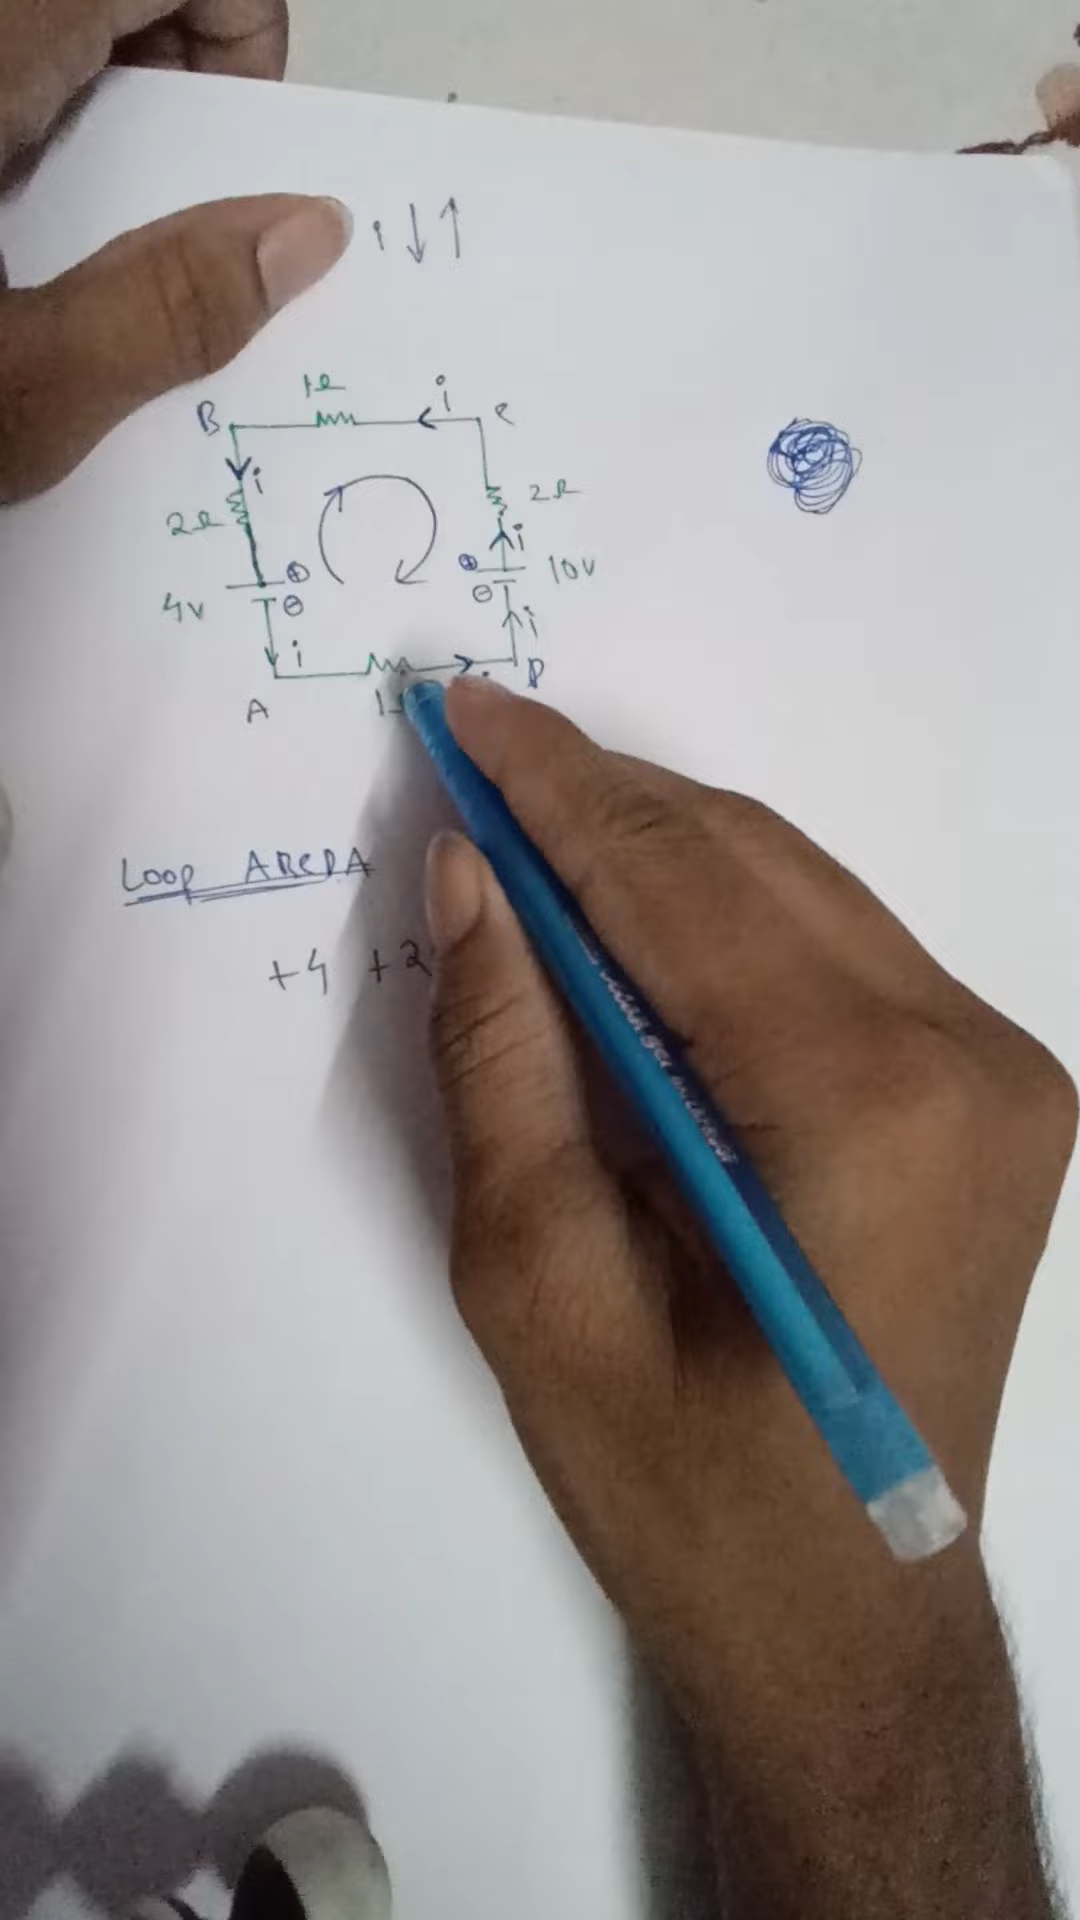 i ↓ ↑
1Ω
B i C
i
2Ω 2Ω
i
⊕ ⊕ 10V
4V ⊖ ⊖
i i
A D
Loop ABCDA
+4 +2